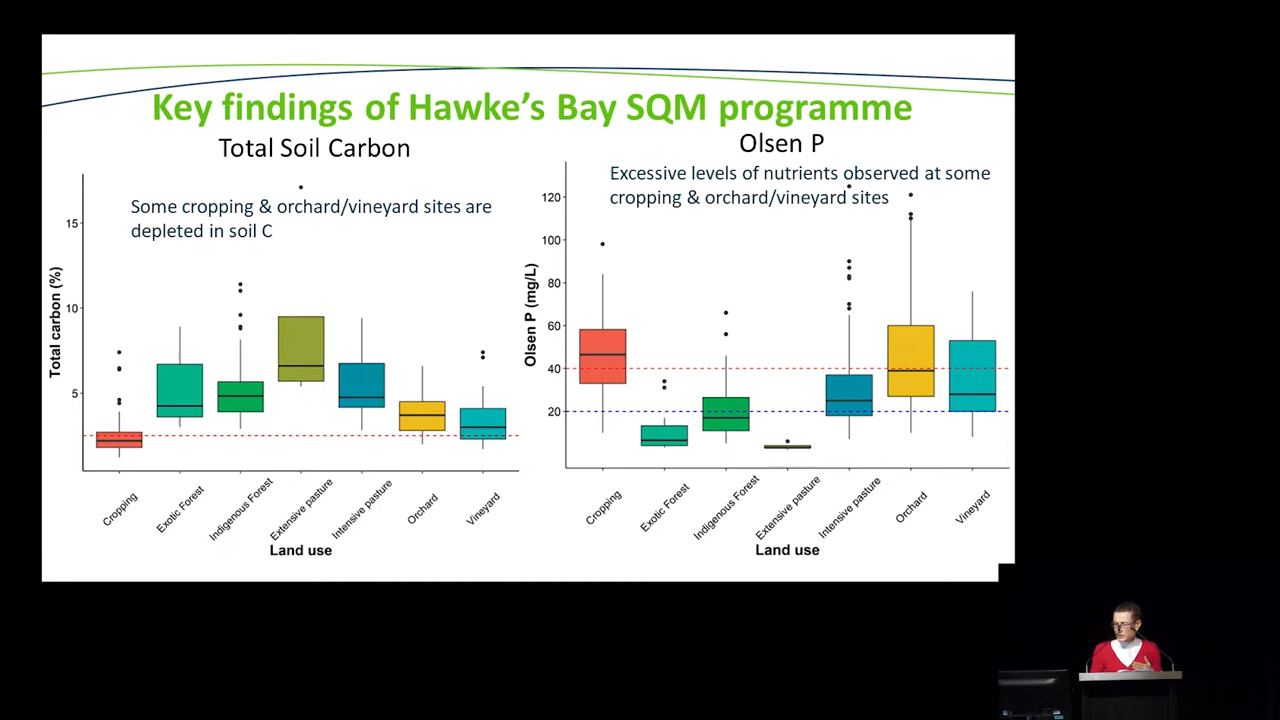 Key findings of Hawke's Bay SQM programme
Total Soil Carbon
Some cropping & orchard/vineyard sites are
depleted in soil C
Total carbon (%)
15
10
5
Cropping
Exotic Forest
Indigenous Forest
Extensive pasture
Intensive pasture
Orchard
Vineyard
Land use
Olsen P
Excessive levels of nutrients observed at some
cropping & orchard/vineyard sites
Olsen P (mg/L)
120
100
80
60
40
20
Cropping
Exotic Forest
Indigenous Forest
Extensive pasture
Intensive pasture
Orchard
Vineyard
Land use